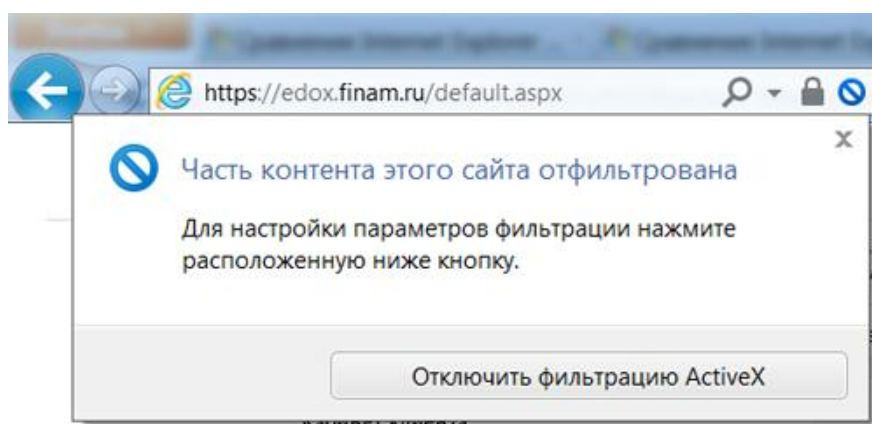 https://edox.finam.ru/default.aspx
x
Часть контента этого сайта отфильтрована
Для настройки параметров фильтрации нажмите
расположенную ниже кнопку.
Отключить фильтрацию ActiveX